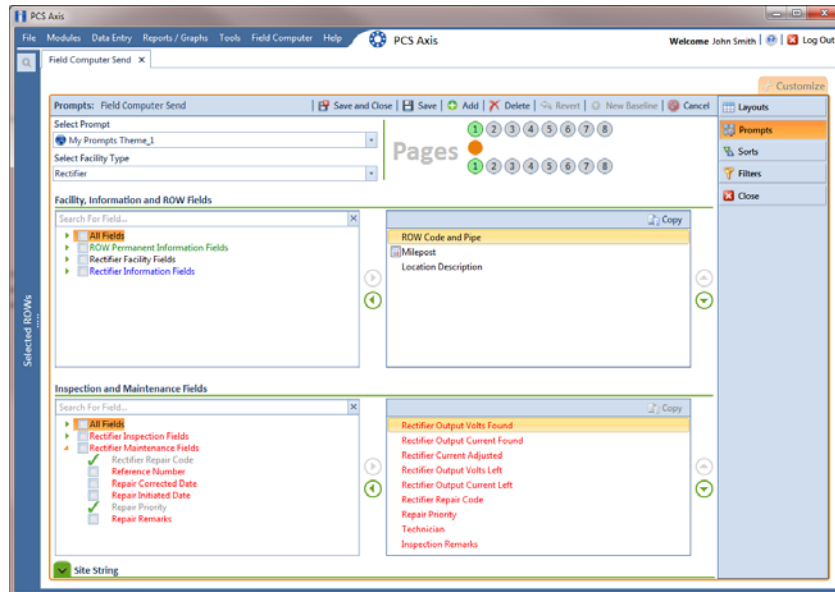 PCS Axis
File Modules Data Entry Reports / Graphs Tools Field Computer Help PCS Axis Welcome John Smith | | Log Out
Field Computer Send X
Customize
Prompts: Field Computer Send | Save and Close | Save | Add | Delete | Revert | New Baseline | Cancel
Layouts
Prompts
Sorts
Filters
Close
Select Prompt
My Prompts Theme_1
Select Facility Type
Rectifier
Pages
1 2 3 4 5 6 7 8
1 2 3 4 5 6 7 8
Facility, Information and ROW Fields
Search For Field...
All Fields
ROW Permanent Information Fields
Rectifier Facility Fields
Rectifier Information Fields
Copy
ROW Code and Pipe
Milepost
Location Description
Selected ROWs
Inspection and Maintenance Fields
Search For Field...
All Fields
Rectifier Inspection Fields
Rectifier Maintenance Fields
Rectifier Repair Code
Reference Number
Repair Corrected Date
Repair Initiated Date
Repair Priority
Repair Remarks
Copy
Rectifier Output Volts Found
Rectifier Output Current Found
Rectifier Current Adjusted
Rectifier Output Volts Left
Rectifier Output Current Left
Rectifier Repair Code
Repair Priority
Technician
Inspection Remarks
Site String